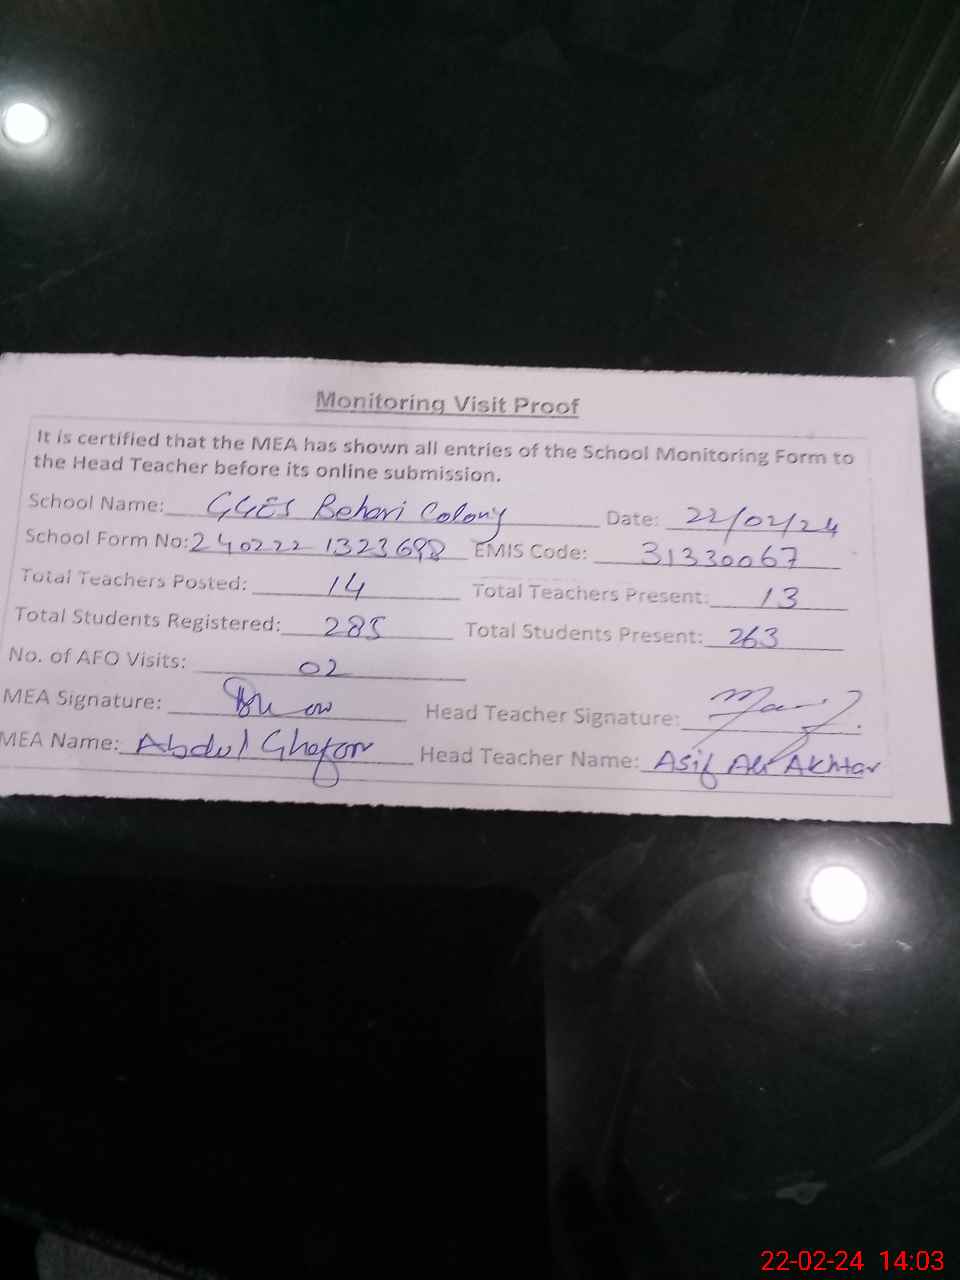 Monitoring Visit Proof
It is certified that the MEA has shown all entries of the School Monitoring Form to
the Head Teacher before its online submission.
School Name: GGES Behari Colony Date: 22/02/24
School Form No: 240222 1323698 EMIS Code: 31330067
Total Teachers Posted: 14 Total Teachers Present: 13
Total Students Registered: 285 Total Students Present: 263
No. of AFO Visits: 02
MEA Signature: Head Teacher Signature:
MEA Name: Abdul Ghafoor Head Teacher Name: Asif Ali Akhtar
22-02-24 14:03